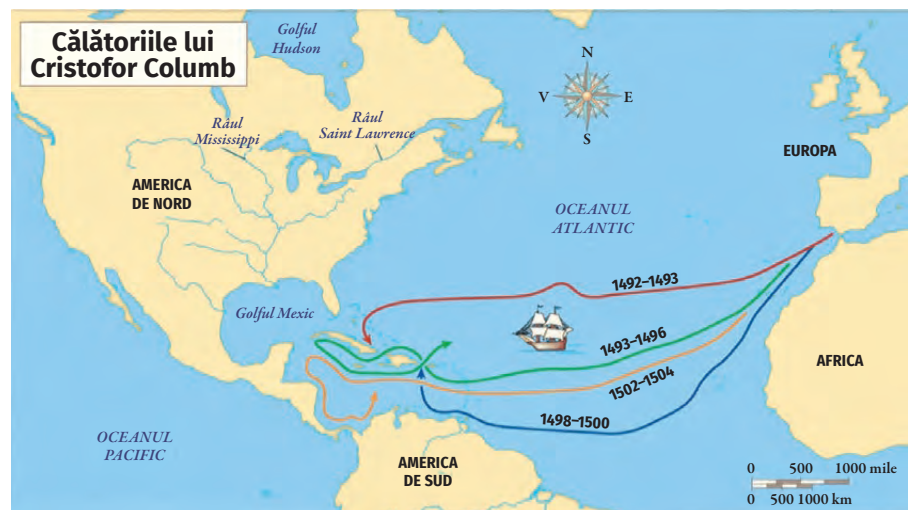 Călătoriile lui
Cristofor Columb
Golful
Hudson
N
V
E
S
Râul
Mississippi
Râul
Saint Lawrence
EUROPA
AMERICA
DE NORD
OCEANUL
ATLANTIC
1492–1493
Golful Mexic
1493–1496
1502–1504
AFRICA
1498–1500
OCEANUL
PACIFIC
AMERICA
DE SUD
0 500 1000 mile
0 500 1000 km